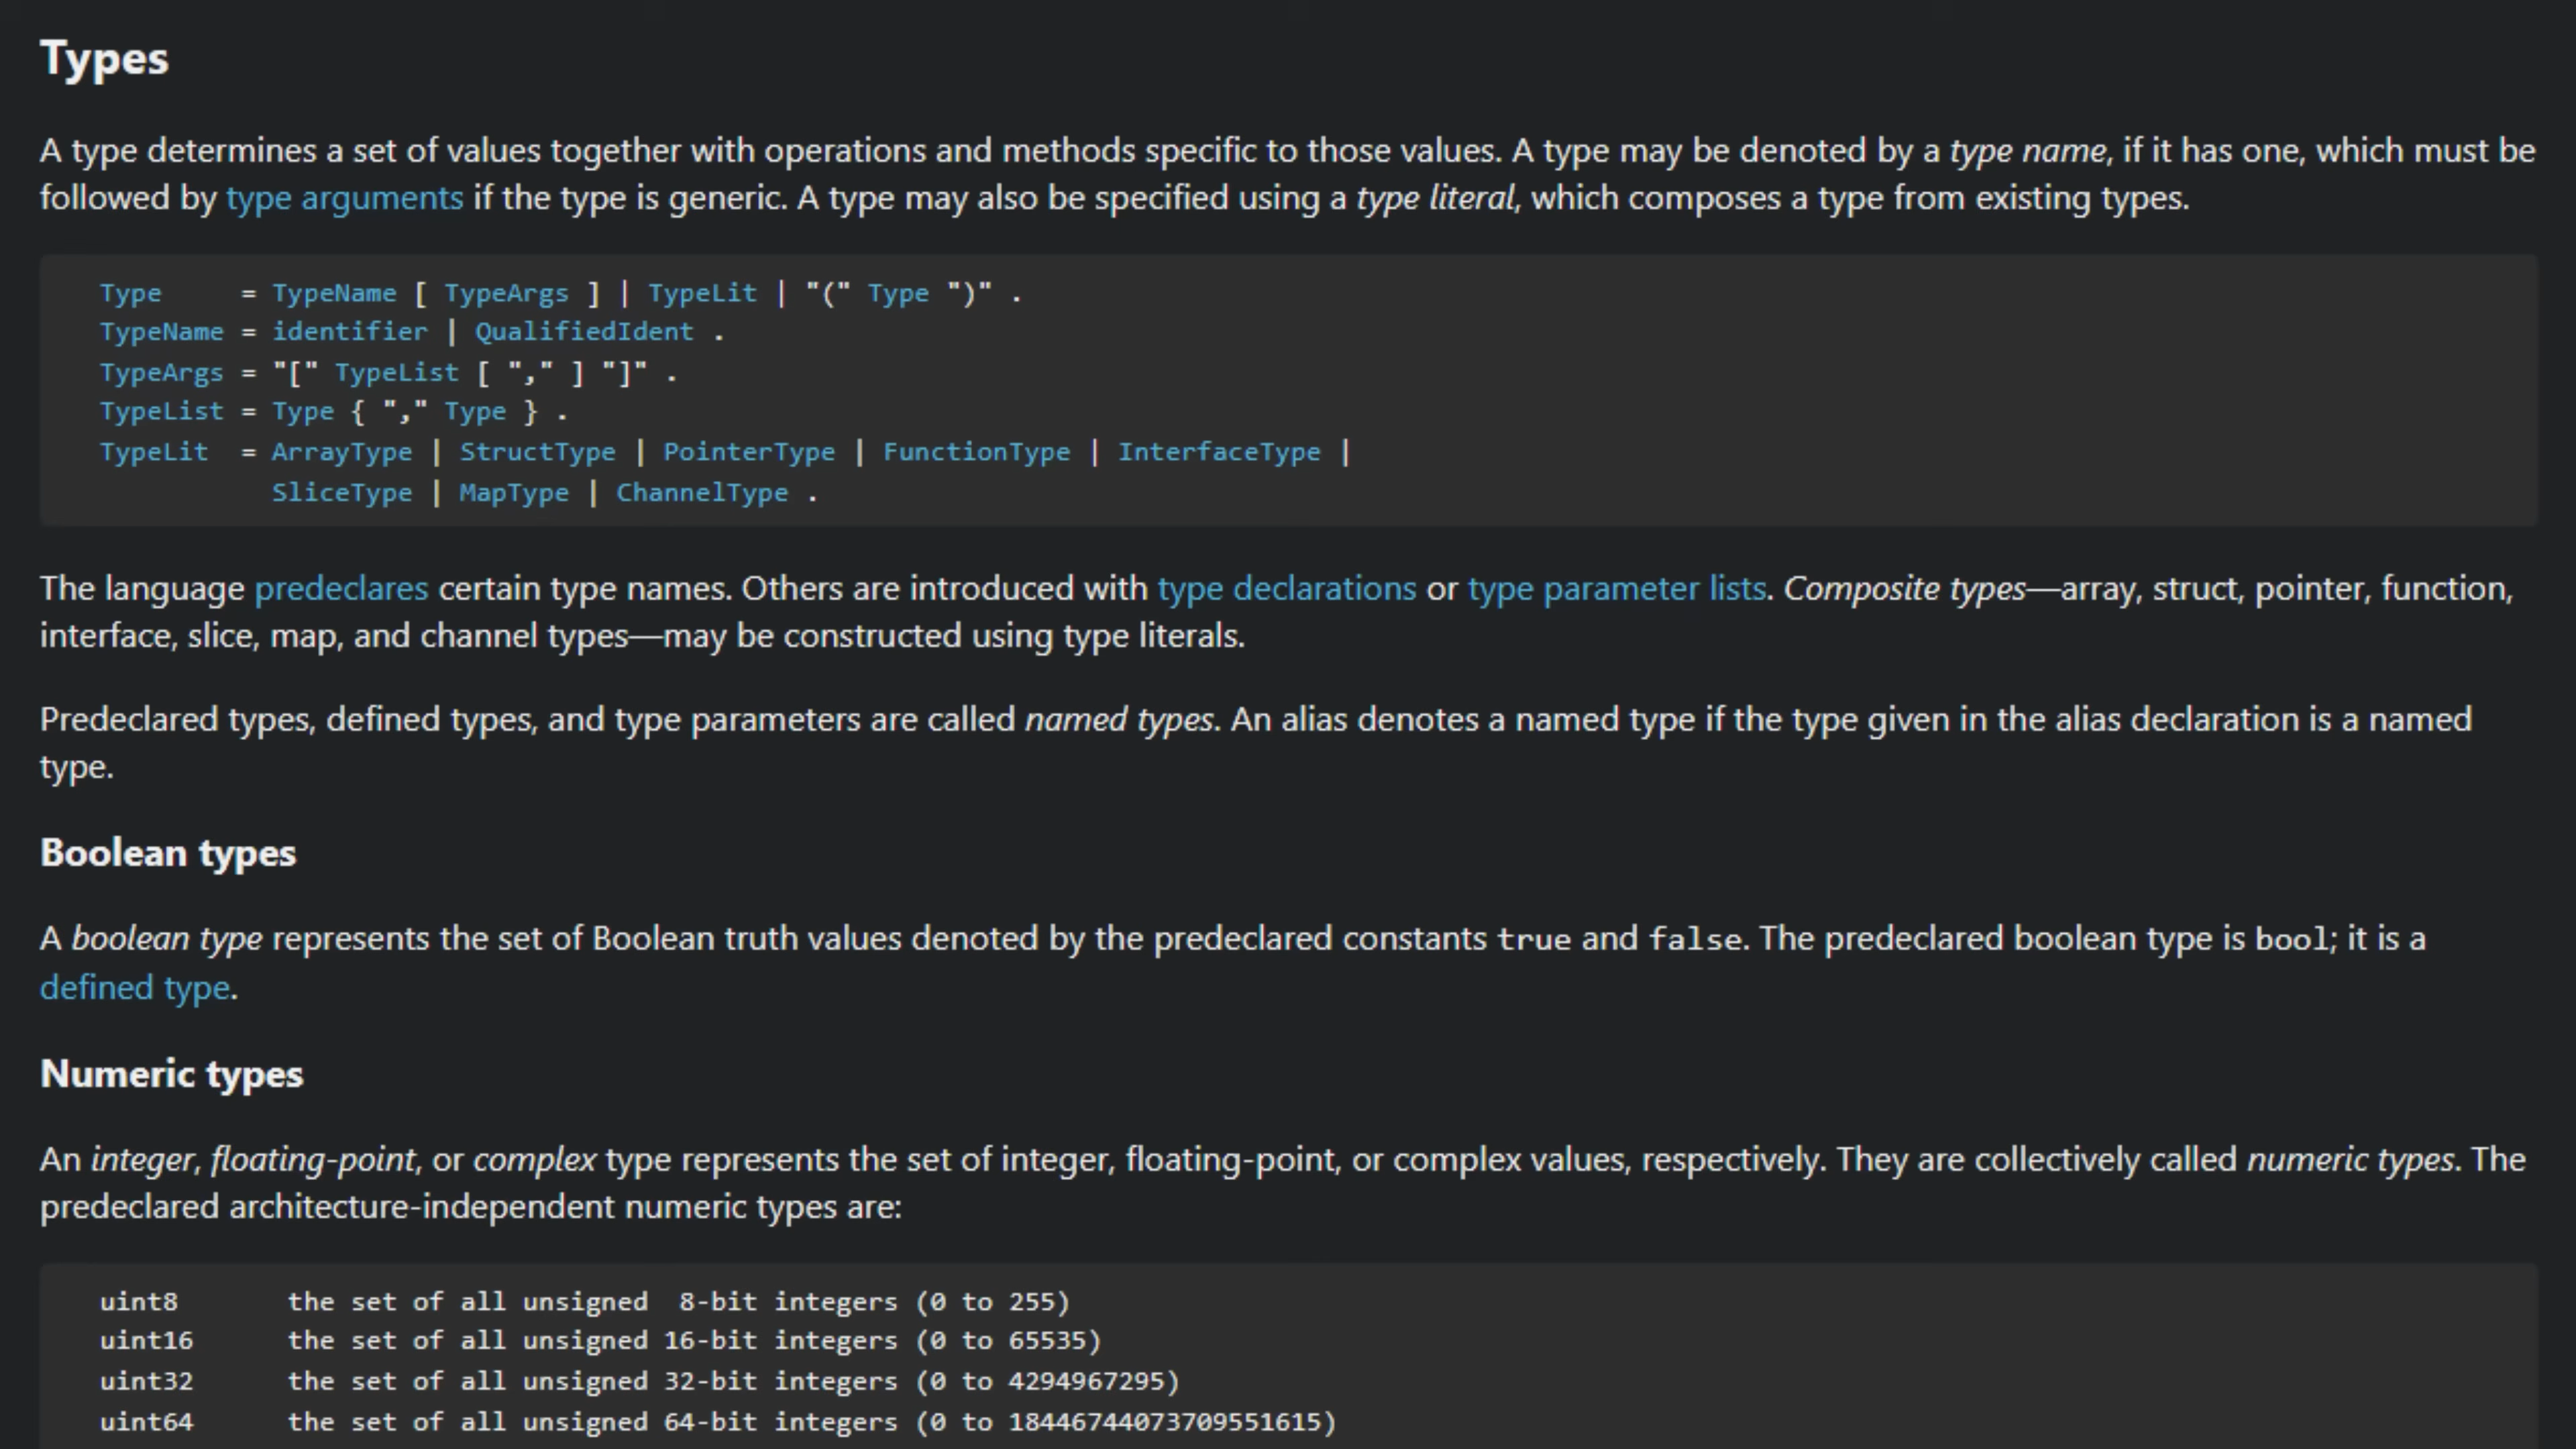 Types
A type determines a set of values together with operations and methods specific to those values. A type may be denoted by a type name, if it has one, which must be
followed by type arguments if the type is generic. A type may also be specified using a type literal, which composes a type from existing types.
Type     = TypeName [ TypeArgs ] | TypeLit | "(" Type ")" .
TypeName = identifier | QualifiedIdent .
TypeArgs = "[" TypeList [ "," ] "]" .
TypeList = Type { "," Type } .
TypeLit  = ArrayType | StructType | PointerType | FunctionType | InterfaceType |
           SliceType | MapType | ChannelType .
The language predeclares certain type names. Others are introduced with type declarations or type parameter lists. Composite types—array, struct, pointer, function,
interface, slice, map, and channel types—may be constructed using type literals.
Predeclared types, defined types, and type parameters are called named types. An alias denotes a named type if the type given in the alias declaration is a named
type.
Boolean types
A boolean type represents the set of Boolean truth values denoted by the predeclared constants true and false. The predeclared boolean type is bool; it is a
defined type.
Numeric types
An integer, floating-point, or complex type represents the set of integer, floating-point, or complex values, respectively. They are collectively called numeric types. The
predeclared architecture-independent numeric types are:
uint8       the set of all unsigned  8-bit integers (0 to 255)
uint16      the set of all unsigned 16-bit integers (0 to 65535)
uint32      the set of all unsigned 32-bit integers (0 to 4294967295)
uint64      the set of all unsigned 64-bit integers (0 to 18446744073709551615)